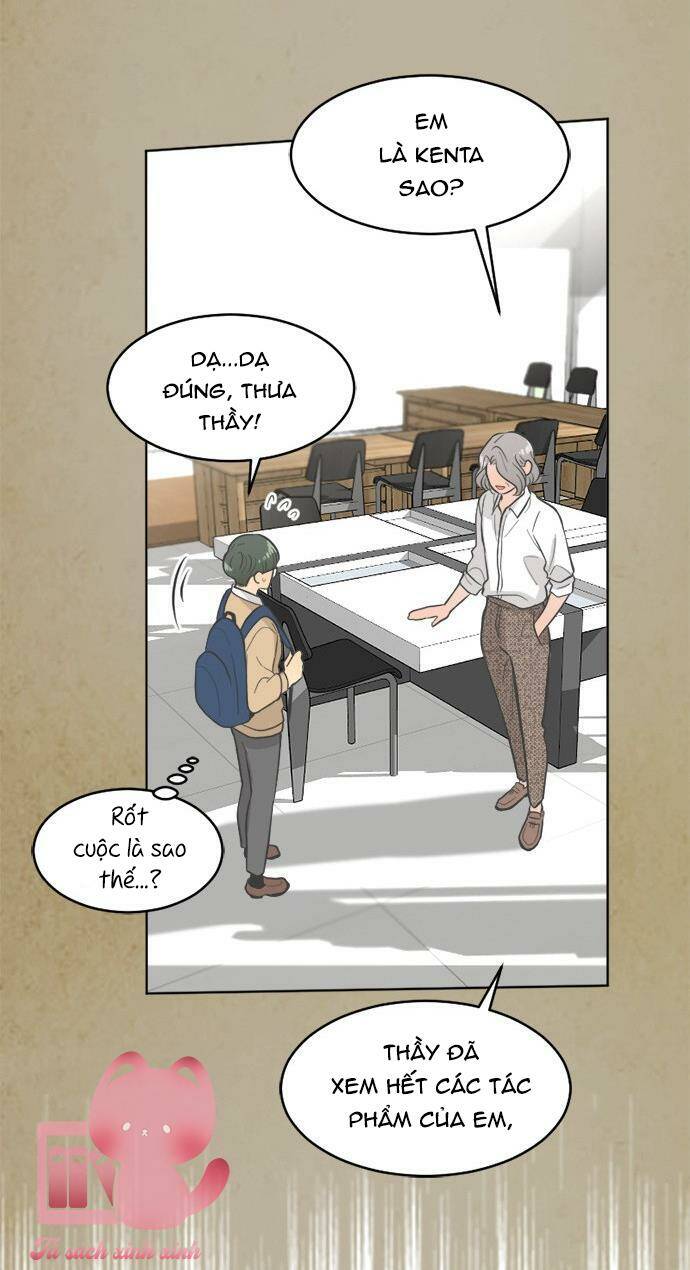 EM
LÀ KENTA
SAO?
DẠ...DẠ
ĐÚNG, THƯA
THẦY!
Rốt
cuộc là sao
thế...?
THẦY ĐÃ
XEM HẾT CÁC TÁC
PHẨM CỦA EM,
Tủ sách xinh xinh